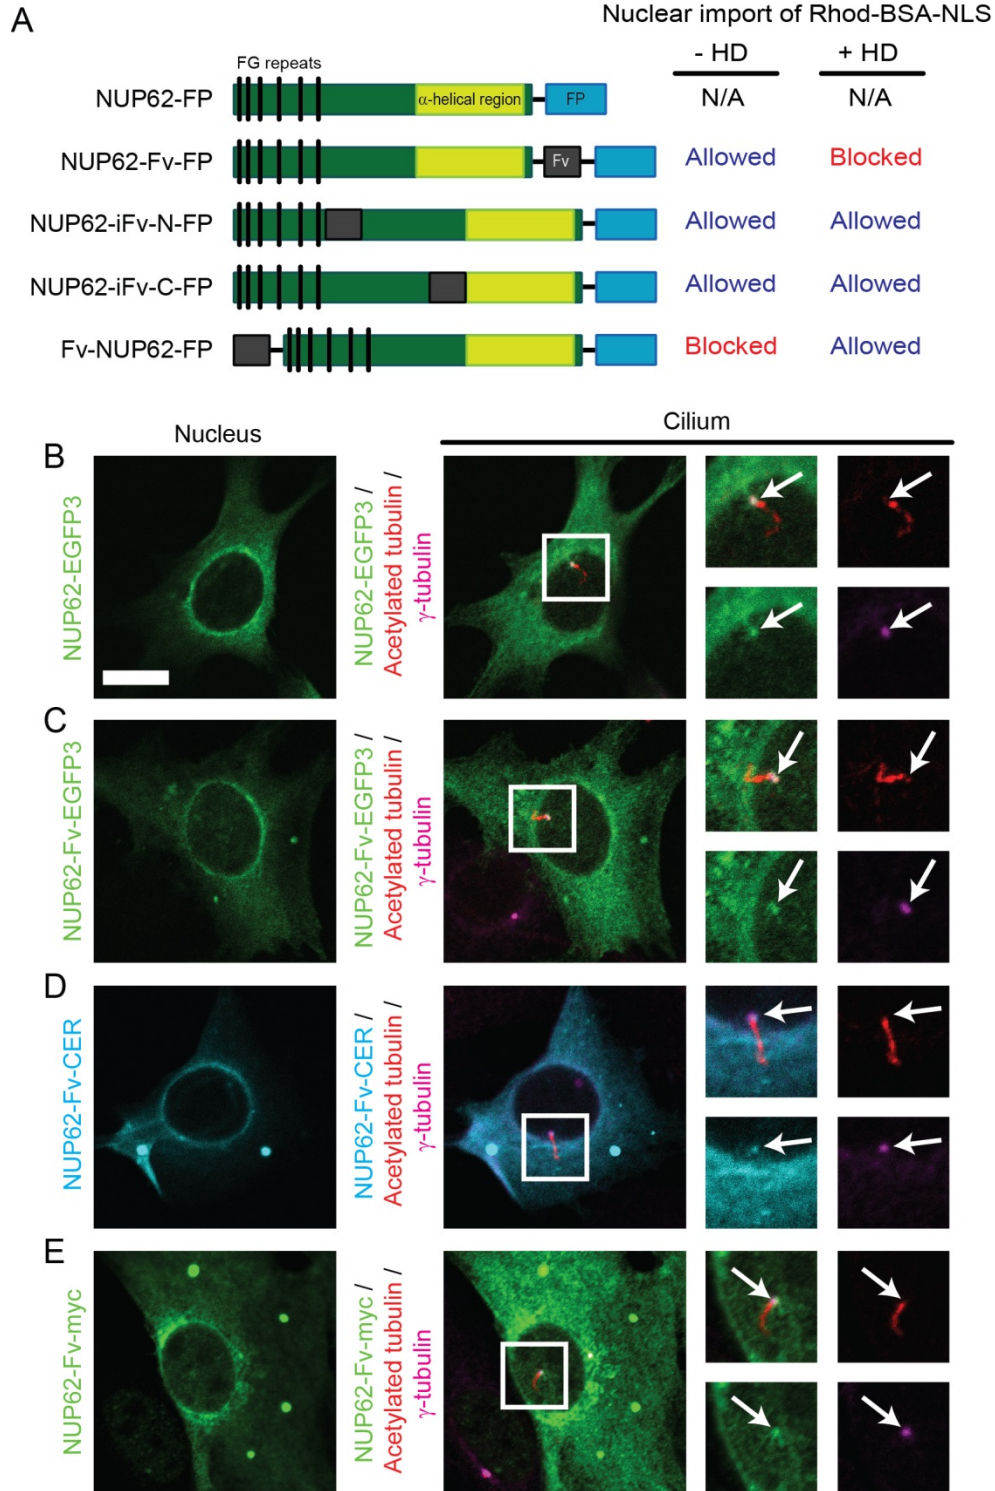 A
Nuclear import of Rhod-BSA-NLS
- HD
+ HD
FG repeats
NUP62-FP
α-helical region
FP
N/A
N/A
NUP62-Fv-FP
Fv
Allowed
Blocked
NUP62-iFv-N-FP
Allowed
Allowed
NUP62-iFv-C-FP
Allowed
Allowed
Fv-NUP62-FP
Blocked
Allowed
Nucleus
Cilium
B
NUP62-EGFP3
NUP62-EGFP3 /
Acetylated tubulin /
γ-tubulin
C
NUP62-Fv-EGFP3
NUP62-Fv-EGFP3 /
Acetylated tubulin /
γ-tubulin
D
NUP62-Fv-CER
NUP62-Fv-CER /
Acetylated tubulin /
γ-tubulin
E
NUP62-Fv-myc
NUP62-Fv-myc /
Acetylated tubulin /
γ-tubulin